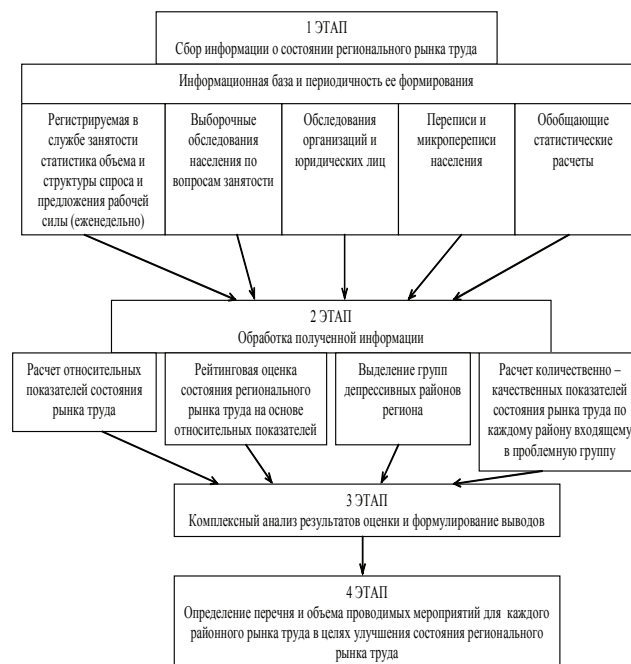 1 ЭТАП
Сбор информации о состоянии регионального рынка труда
Информационная база и периодичность ее формирования
Регистрируемая в
службе занятости
статистика объема и
структуры спроса и
предложения рабочей
силы (еженедельно)
Выборочные
обследования
населения по
вопросам занятости
Обследования
организаций и
юридических лиц
Переписи и
микропереписи
населения
Обобщающие
статистические
расчеты
2 ЭТАП
Обработка полученной информации
Расчет относительных
показателей состояния
рынка труда
Рейтинговая оценка
состояния регионального
рынка труда на основе
относительных показателей
Выделение групп
депрессивных районов
региона
Расчет количественно –
качественных показателей
состояния рынка труда по
каждому району входящему
в проблемную группу
3 ЭТАП
Комплексный анализ результатов оценки и формулирование выводов
4 ЭТАП
Определение перечня и объема проводимых мероприятий для каждого
районного рынка труда в целях улучшения состояния регионального
рынка труда